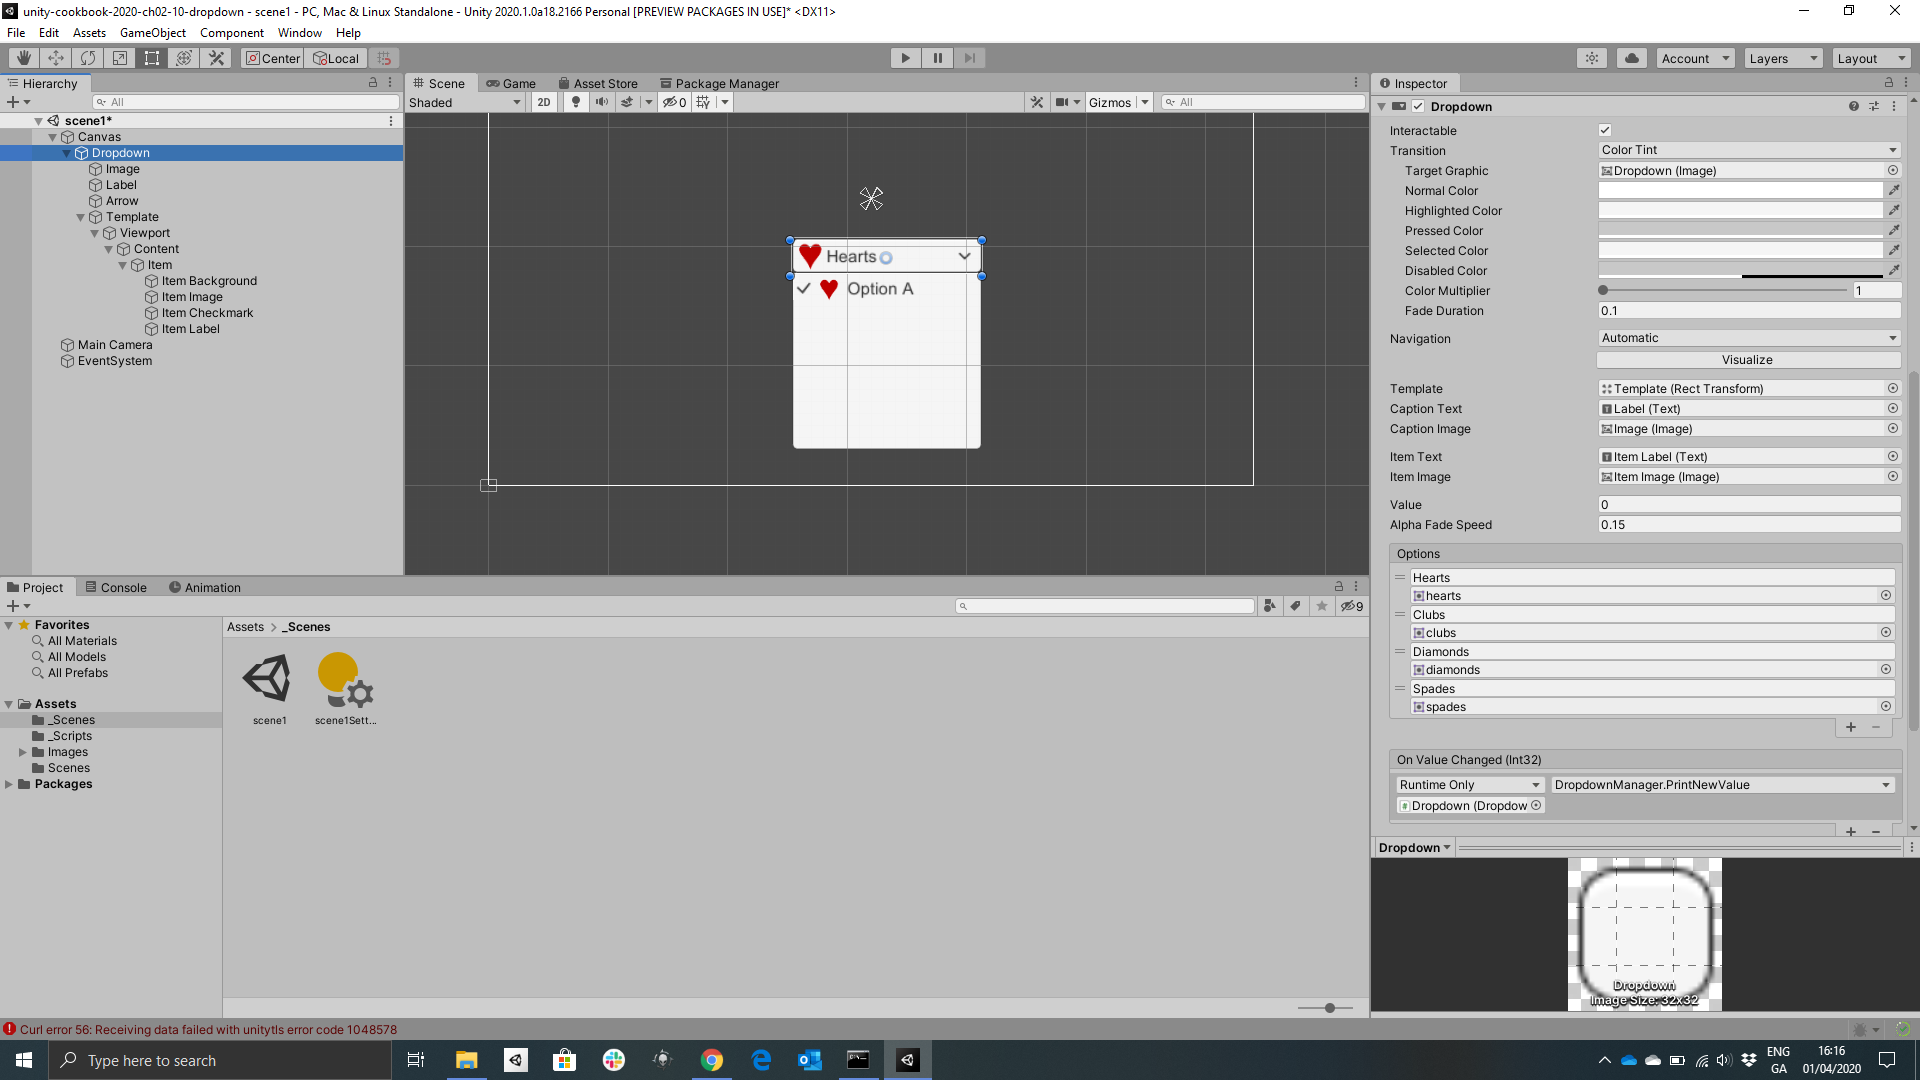 unity-cookbook-2020-ch02-10-dropdown - scene1 - PC, Mac & Linux Standalone - Unity 2020.1.0a18.2166 Personal [PREVIEW PACKAGES IN USE]* <DX11>
File Edit Assets GameObject Component Window Help
Center Local Account Layers Layout
Hierarchy
All
scene1*
Canvas
Dropdown
Image
Label
Arrow
Template
Viewport
Content
Item
Item Background
Item Image
Item Checkmark
Item Label
Main Camera
EventSystem
Scene Game Asset Store Package Manager
Shaded 2D 0 Gizmos All
Hearts
Option A
Inspector
Dropdown
Interactable
Transition Color Tint
Target Graphic Dropdown (Image)
Normal Color
Highlighted Color
Pressed Color
Selected Color
Disabled Color
Color Multiplier 1
Fade Duration 0.1
Navigation Automatic
Visualize
Template Template (Rect Transform)
Caption Text Label (Text)
Caption Image Image (Image)
Item Text Item Label (Text)
Item Image Item Image (Image)
Value 0
Alpha Fade Speed 0.15
Options
Hearts
hearts
Clubs
clubs
Diamonds
diamonds
Spades
spades
On Value Changed (Int32)
Runtime Only DropdownManager.PrintNewValue
Dropdown (Dropdow
Dropdown
Dropdown
Image Size: 32x32
Project Console Animation
9
Favorites
All Materials
All Models
All Prefabs
Assets
_Scenes
_Scripts
Images
Scenes
Packages
Assets > _Scenes
scene1 scene1Sett...
Curl error 56: Receiving data failed with unitytls error code 1048578
Type here to search
ENG
GA
16:16
01/04/2020